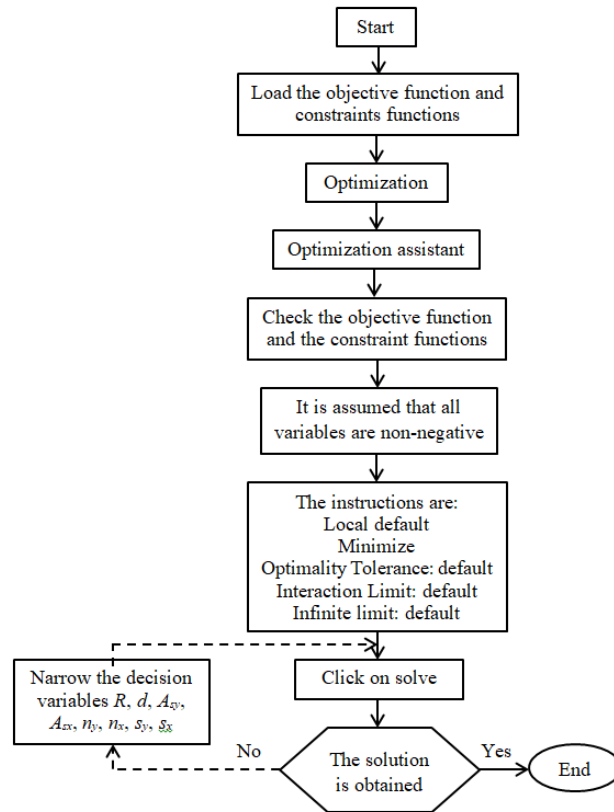 Start
Load the objective function and
constraints functions
Optimization
Optimization assistant
Check the objective function
and the constraint functions
It is assumed that all
variables are non-negative
The instructions are:
Local default
Minimize
Optimality Tolerance: default
Interaction Limit: default
Infinite limit: default
Narrow the decision
variables R, d, Asy,
Asx, ny, nx, sy, sx
Click on solve
No
The solution
is obtained
Yes
End